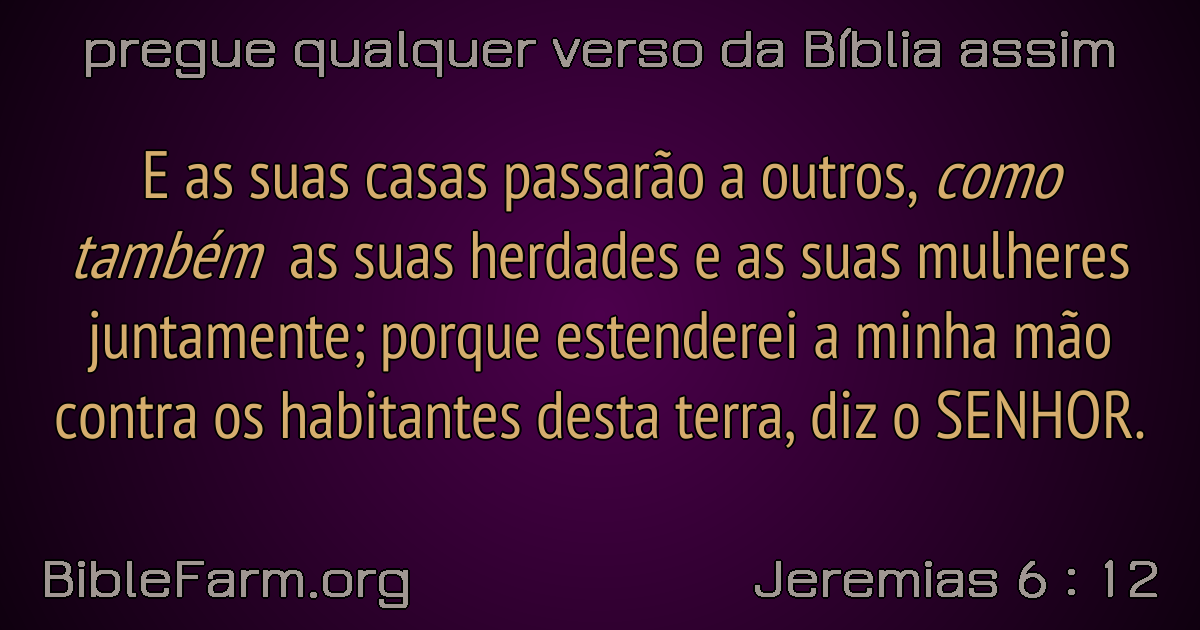 pregue qualquer verso da Bíblia assim
E as suas casas passarão a outros, como
também as suas herdades e as suas mulheres
juntamente; porque estenderei a minha mão
contra os habitantes desta terra, diz o SENHOR.
BibleFarm.org
Jeremias 6 : 12